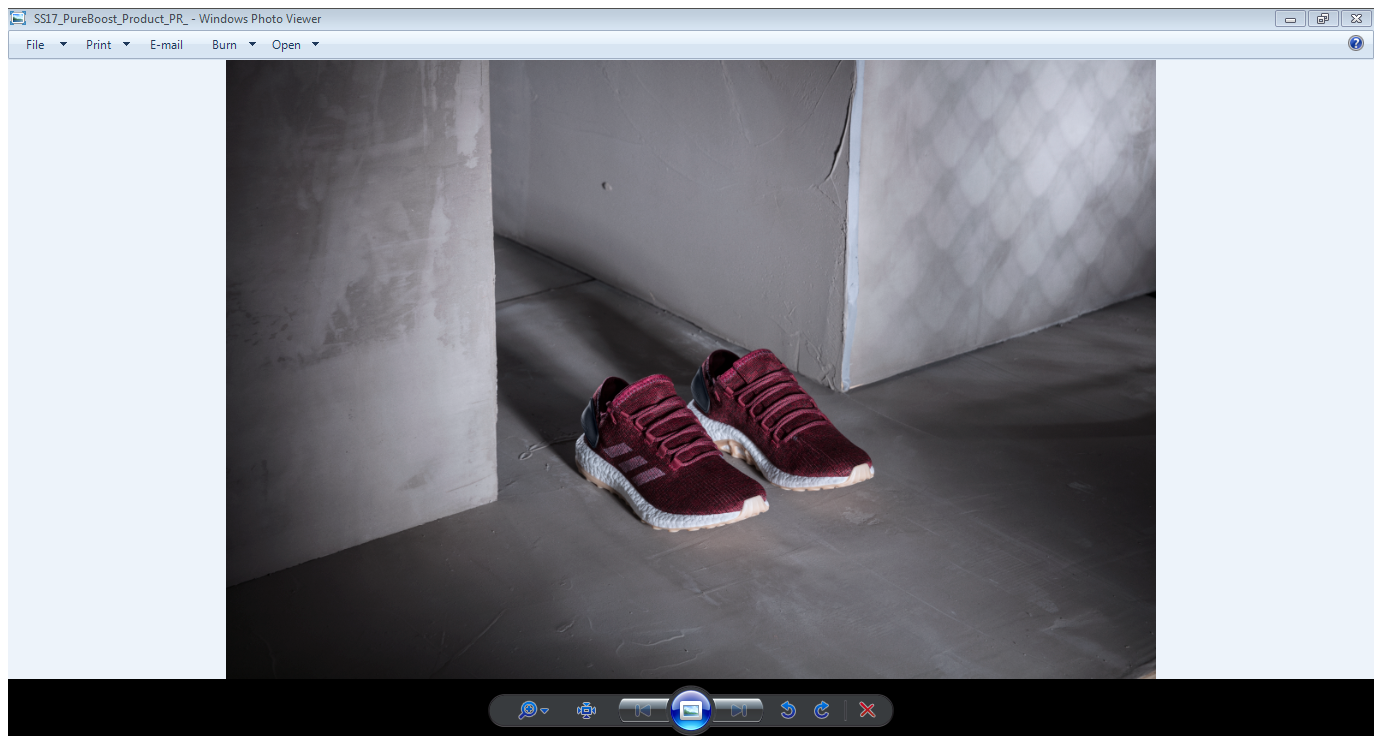 SS17_PureBoost_Product_PR_ - Windows Photo Viewer
File Print E-mail Burn Open